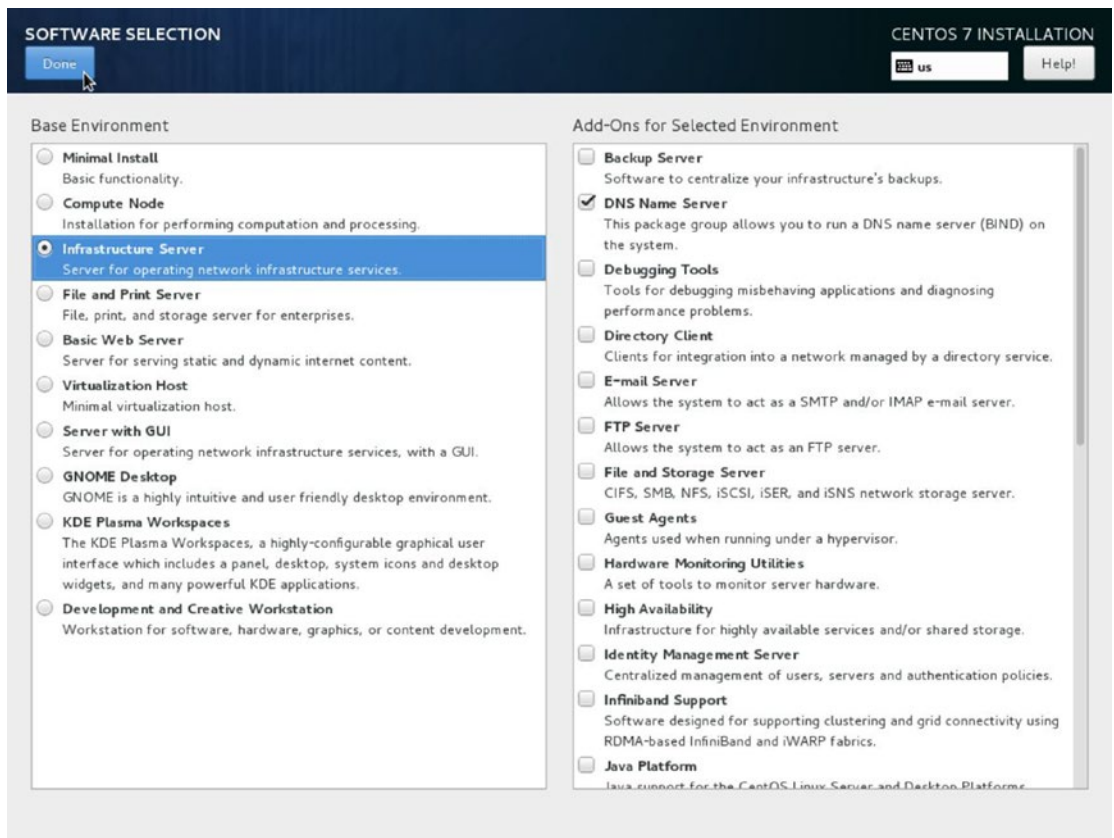 SOFTWARE SELECTION
CENTOS 7 INSTALLATION
Done
us
Help!
Base Environment
Minimal Install
Basic functionality.
Compute Node
Installation for performing computation and processing.
Infrastructure Server
Server for operating network infrastructure services.
File and Print Server
File, print, and storage server for enterprises.
Basic Web Server
Server for serving static and dynamic internet content.
Virtualization Host
Minimal virtualization host.
Server with GUI
Server for operating network infrastructure services, with a GUI.
GNOME Desktop
GNOME is a highly intuitive and user friendly desktop environment.
KDE Plasma Workspaces
The KDE Plasma Workspaces, a highly-configurable graphical user
interface which includes a panel, desktop, system icons and desktop
widgets, and many powerful KDE applications.
Development and Creative Workstation
Workstation for software, hardware, graphics, or content development.
Add-Ons for Selected Environment
Backup Server
Software to centralize your infrastructure's backups.
DNS Name Server
This package group allows you to run a DNS name server (BIND) on
the system.
Debugging Tools
Tools for debugging misbehaving applications and diagnosing
performance problems.
Directory Client
Clients for integration into a network managed by a directory service.
E-mail Server
Allows the system to act as a SMTP and/or IMAP e-mail server.
FTP Server
Allows the system to act as an FTP server.
File and Storage Server
CIFS, SMB, NFS, iSCSI, iSER, and iSNS network storage server.
Guest Agents
Agents used when running under a hypervisor.
Hardware Monitoring Utilities
A set of tools to monitor server hardware.
High Availability
Infrastructure for highly available services and/or shared storage.
Identity Management Server
Centralized management of users, servers and authentication policies.
Infiniband Support
Software designed for supporting clustering and grid connectivity using
RDMA-based InfiniBand and iWARP fabrics.
Java Platform
Java support for the CentOS Linux Server and Desktop Platforms.